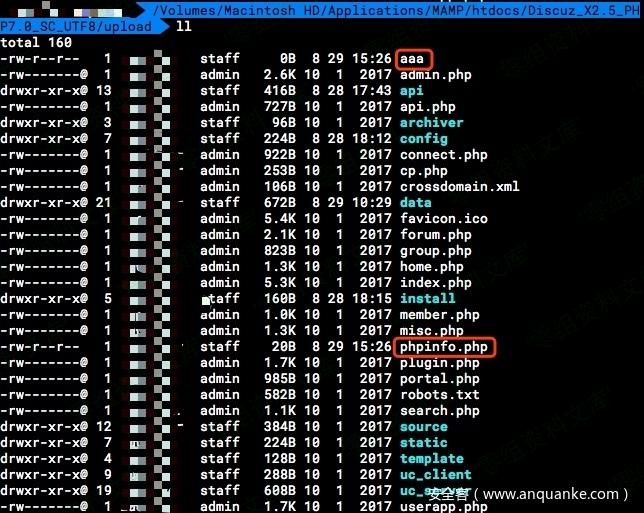 /Volumes/Macintosh HD/Applications/MAMP/htdocs/Discuz_X2.5_PH
P7.0_SC_UTF8/upload ll
total 160
-rw-r--r-- 1 staff 0B 8 29 15:26 aaa
-rw-------@ 1 admin 2.6K 10 1 2017 admin.php
drwxr-xr-x@ 13 staff 416B 8 28 17:43 api
-rw-------@ 1 admin 727B 10 1 2017 api.php
drwxr-xr-x@ 3 staff 96B 10 1 2017 archiver
drwxr-xr-x@ 7 staff 224B 8 28 18:12 config
-rw-------@ 1 admin 922B 10 1 2017 connect.php
-rw-------@ 1 admin 253B 10 1 2017 cp.php
-rw-------@ 1 admin 106B 10 1 2017 crossdomain.xml
drwxr-xr-x@ 21 staff 672B 8 29 10:29 data
-rw-------@ 1 admin 5.4K 10 1 2017 favicon.ico
-rw-------@ 1 admin 2.1K 10 1 2017 forum.php
-rw-------@ 1 admin 823B 10 1 2017 group.php
-rw-------@ 1 admin 1.3K 10 1 2017 home.php
-rw-------@ 1 admin 5.3K 10 1 2017 index.php
drwxr-xr-x@ 5 staff 160B 8 28 18:15 install
-rw-------@ 1 admin 1.0K 10 1 2017 member.php
-rw-------@ 1 admin 1.3K 10 1 2017 misc.php
-rw-r--r-- 1 staff 20B 8 29 15:26 phpinfo.php
-rw-------@ 1 admin 1.7K 10 1 2017 plugin.php
-rw-------@ 1 admin 985B 10 1 2017 portal.php
-rw-------@ 1 admin 582B 10 1 2017 robots.txt
-rw-------@ 1 admin 1.1K 10 1 2017 search.php
drwxr-xr-x@ 12 staff 384B 10 1 2017 source
drwxr-xr-x@ 7 staff 224B 10 1 2017 static
drwxr-xr-x@ 4 staff 128B 10 1 2017 template
drwxr-xr-x@ 9 staff 288B 10 1 2017 uc_client
drwxr-xr-x@ 19 staff 608B 10 1 2017 uc_server
-rw-------@ 1 admin 1.7K 10 1 2017 userapp.php
安全客 ( www.anquanke.com )